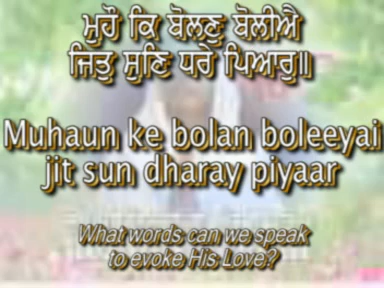 ਮੁਹੌ ਕਿ ਬੋਲਣੁ ਬੋਲੀਐ
ਜਿਤੁ ਸੁਣਿ ਧਰੇ ਪਿਆਰੁ॥
Muhaun ke bolan boleeyai
jit sun dharay piyaar
What words can we speak
to evoke His Love?